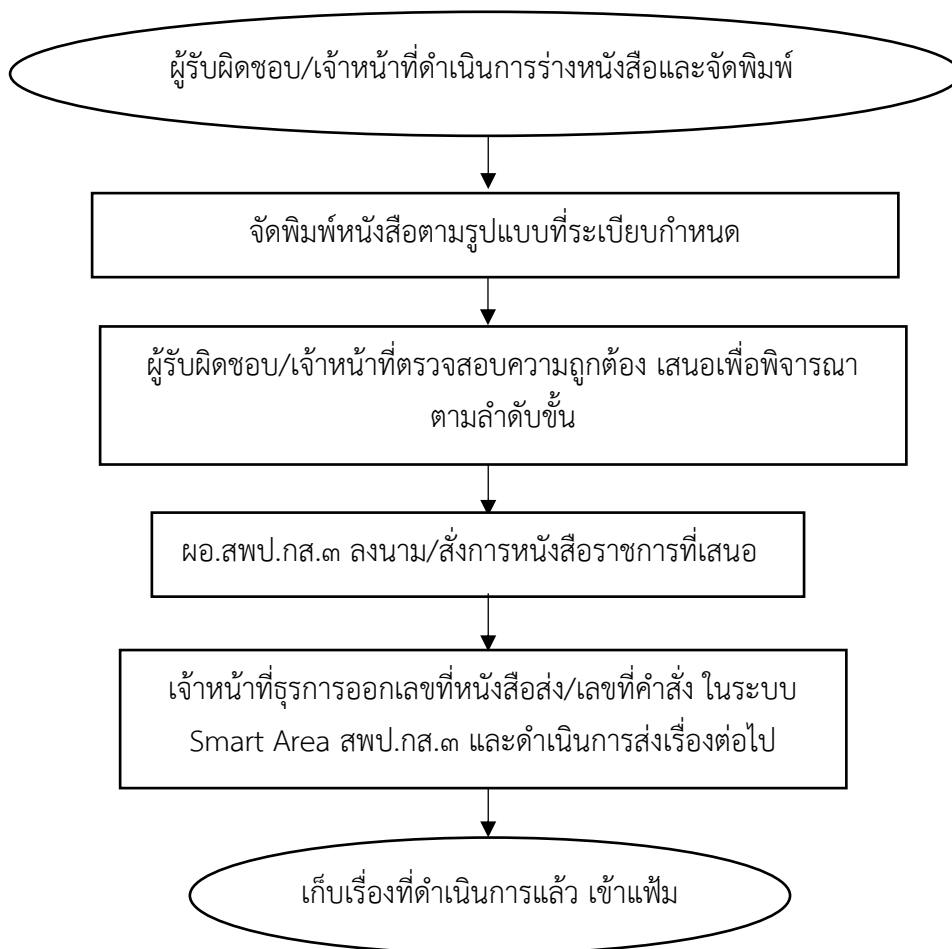 ผู้รับผิดชอบ/เจ้าหน้าที่ดำเนินการร่างหนังสือและจัดพิมพ์
จัดพิมพ์หนังสือตามรูปแบบที่ระเบียบกำหนด
ผู้รับผิดชอบ/เจ้าหน้าที่ตรวจสอบความถูกต้อง เสนอเพื่อพิจารณา
ตามลำดับขั้น
ผอ.สพป.กส.๓ ลงนาม/สั่งการหนังสือราชการที่เสนอ
เจ้าหน้าที่ธุรการออกเลขที่หนังสือส่ง/เลขที่คำสั่ง ในระบบ
Smart Area สพป.กส.๓ และดำเนินการส่งเรื่องต่อไป
เก็บเรื่องที่ดำเนินการแล้ว เข้าแฟ้ม